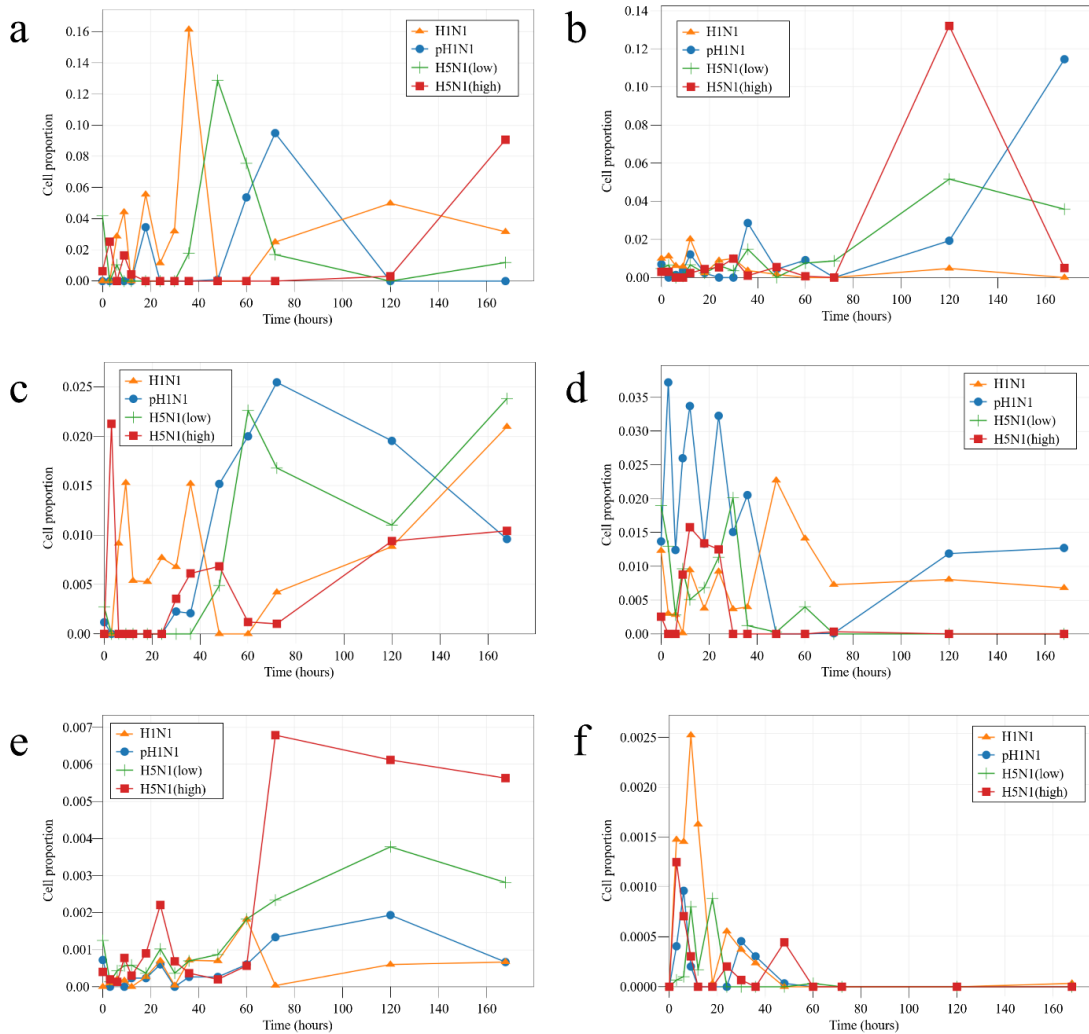 a
0.16
0.14
0.12
0.10
0.08
0.06
0.04
0.02
0.00
Cell proportion
0 20 40 60 80 100 120 140 160
Time (hours)
H1N1
pH1N1
H5N1(low)
H5N1(high)
b
0.14
0.12
0.10
0.08
0.06
0.04
0.02
0.00
Cell proportion
0 20 40 60 80 100 120 140 160
Time (hours)
H1N1
pH1N1
H5N1(low)
H5N1(high)
c
0.025
0.020
0.015
0.010
0.005
0.00
Cell proportion
0 20 40 60 80 100 120 140 160
Time (hours)
H1N1
pH1N1
H5N1(low)
H5N1(high)
d
0.035
0.030
0.025
0.020
0.015
0.010
0.005
0.00
Cell proportion
0 20 40 60 80 100 120 140 160
Time (hours)
H1N1
pH1N1
H5N1(low)
H5N1(high)
e
0.007
0.006
0.005
0.004
0.003
0.002
0.001
0.00
Cell proportion
0 20 40 60 80 100 120 140 160
Time (hours)
H1N1
pH1N1
H5N1(low)
H5N1(high)
f
0.0025
0.0020
0.0015
0.0010
0.0005
0.0000
Cell proportion
0 20 40 60 80 100 120 140 160
Time (hours)
H1N1
pH1N1
H5N1(low)
H5N1(high)